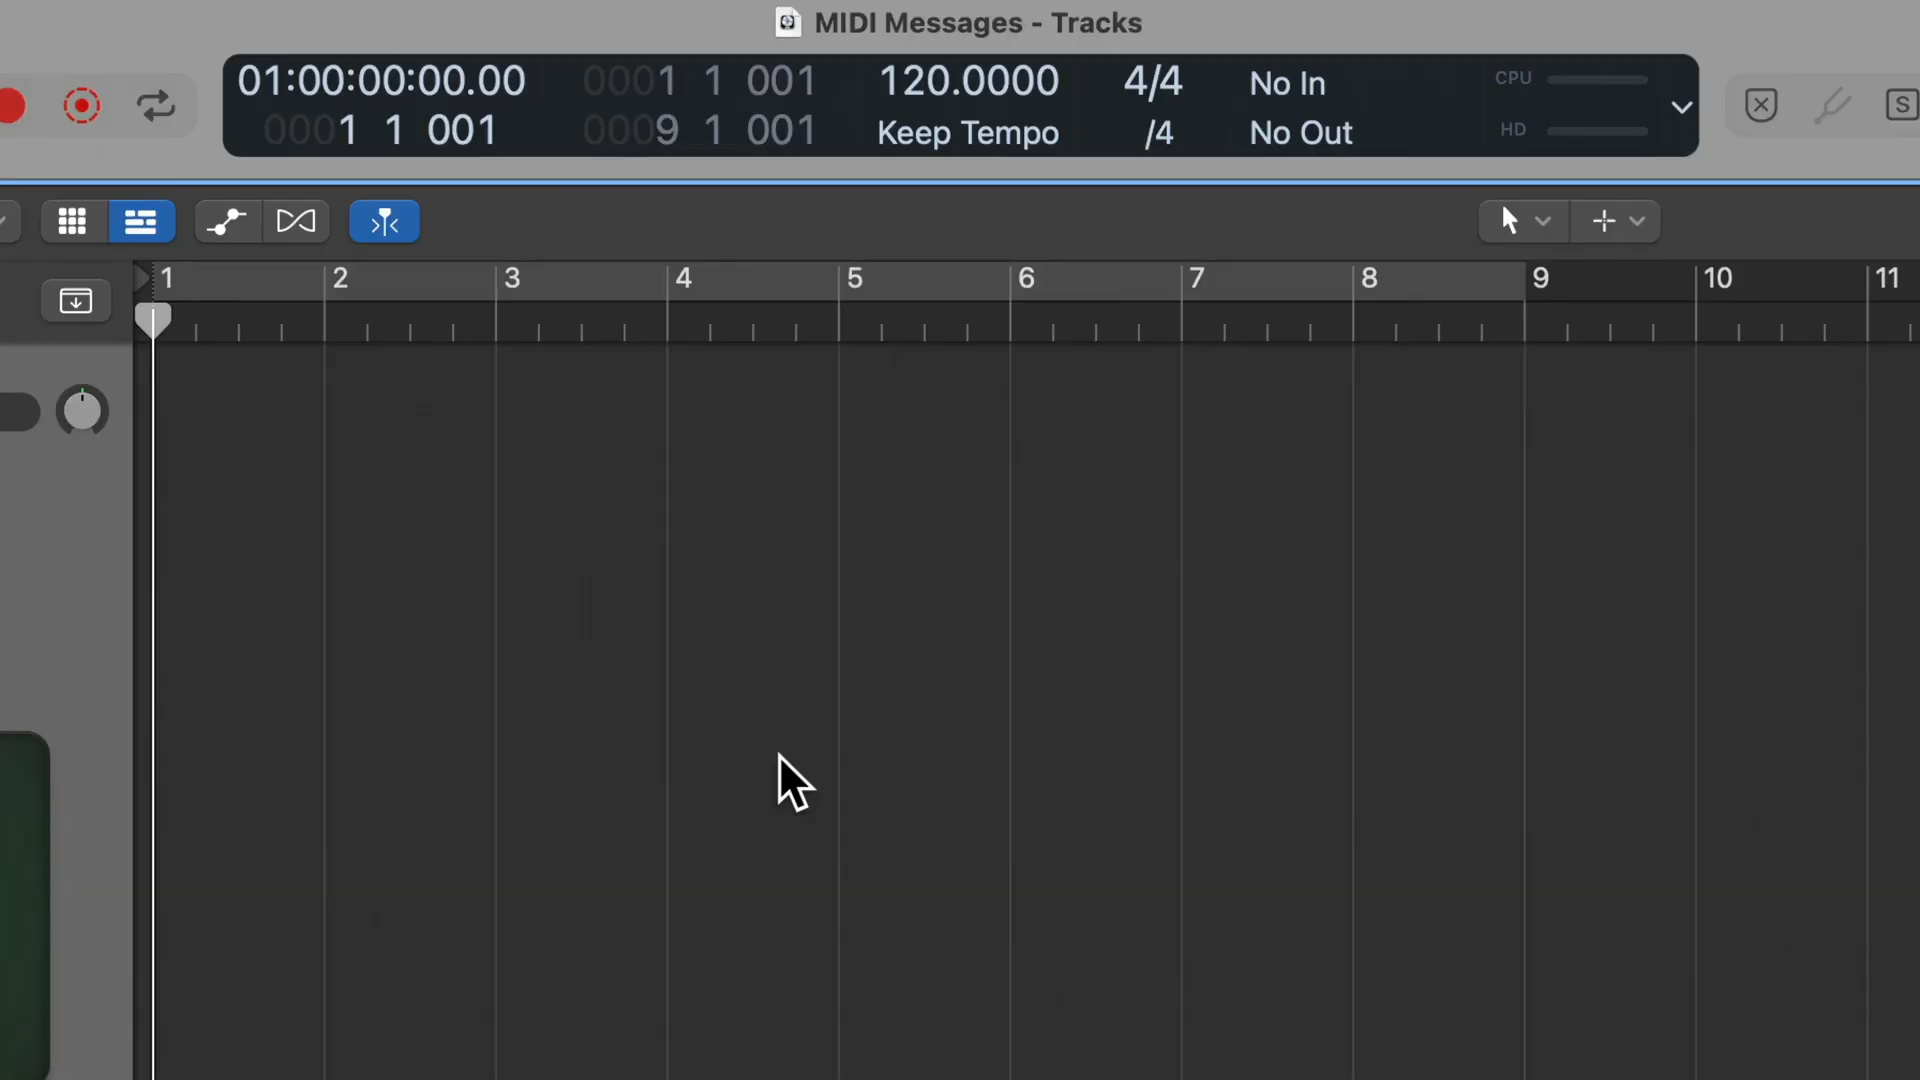 MIDI Messages - Tracks
01:00:00:00.00 0001 1 001 120.0000 4/4 No In CPU
0001 1 001 0009 1 001 Keep Tempo /4 No Out HD
S
1 2 3 4 5 6 7 8 9 10 11